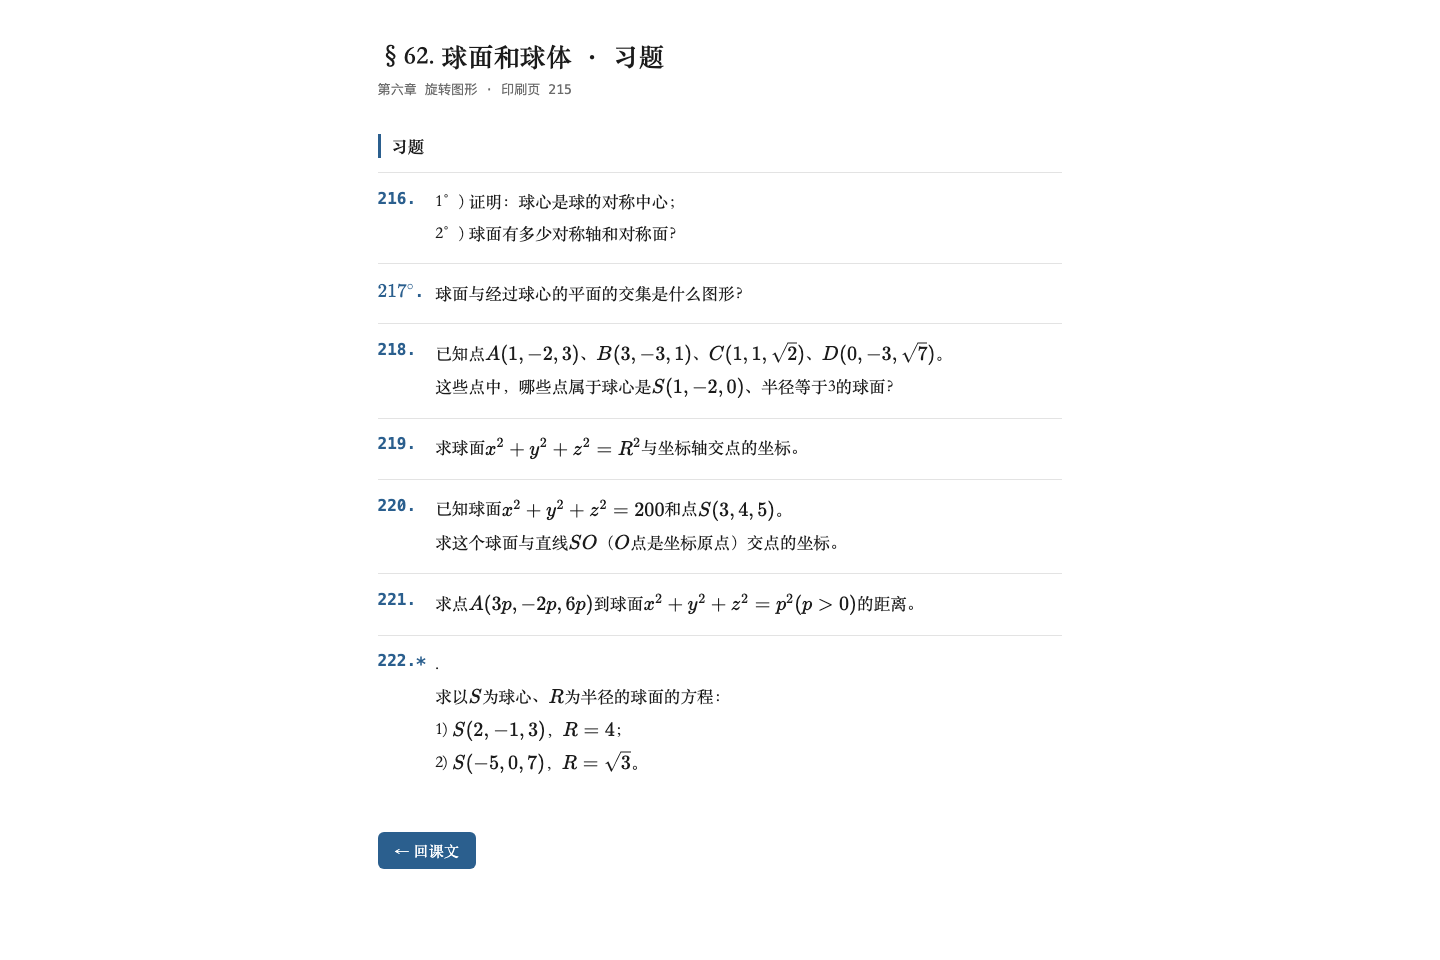 § 62. 球面和球体 · 习题
第六章 旋转图形 · 印刷页 215
习题
216. 1°）证明：球心是球的对称中心；
2°）球面有多少对称轴和对称面？
217°. 球面与经过球心的平面的交集是什么图形？
218. 已知点A(1, −2, 3)、B(3, −3, 1)、C(1, 1, √2)、D(0, −3, √7)。
这些点中，哪些点属于球心是S(1, −2, 0)、半径等于3的球面？
219. 求球面x² + y² + z² = R²与坐标轴交点的坐标。
220. 已知球面x² + y² + z² = 200和点S(3, 4, 5)。
求这个球面与直线SO（O点是坐标原点）交点的坐标。
221. 求点A(3p, −2p, 6p)到球面x² + y² + z² = p²(p > 0)的距离。
222.* .
求以S为球心、R为半径的球面的方程：
1) S(2, −1, 3)，R = 4；
2) S(−5, 0, 7)，R = √3。
← 回课文